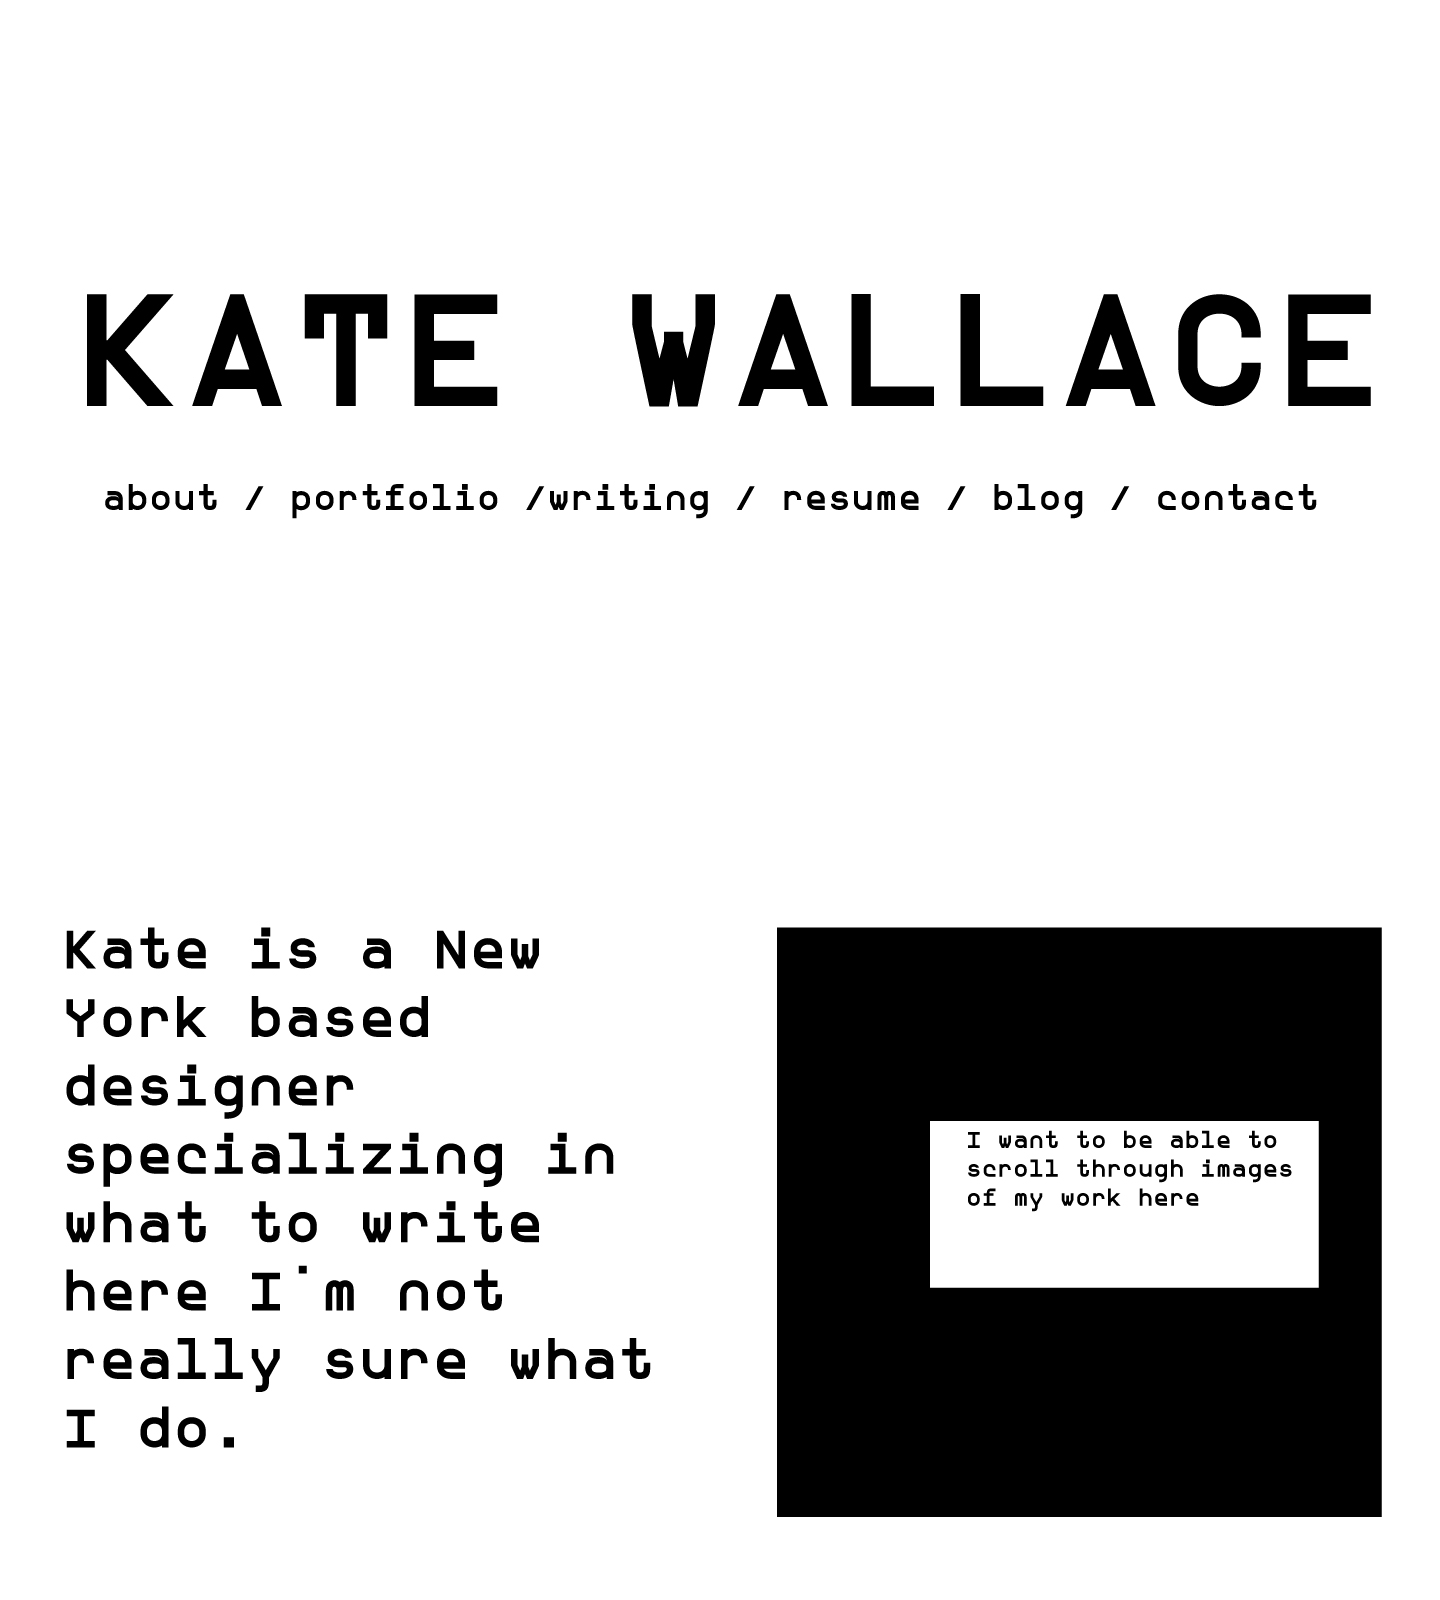 KATE WALLACE
about / portfolio /writing / resume / blog / contact
Kate is a New
York based
designer
specializing in
what to write
here I'm not
really sure what
I do.
I want to be able to
scroll through images
of my work here